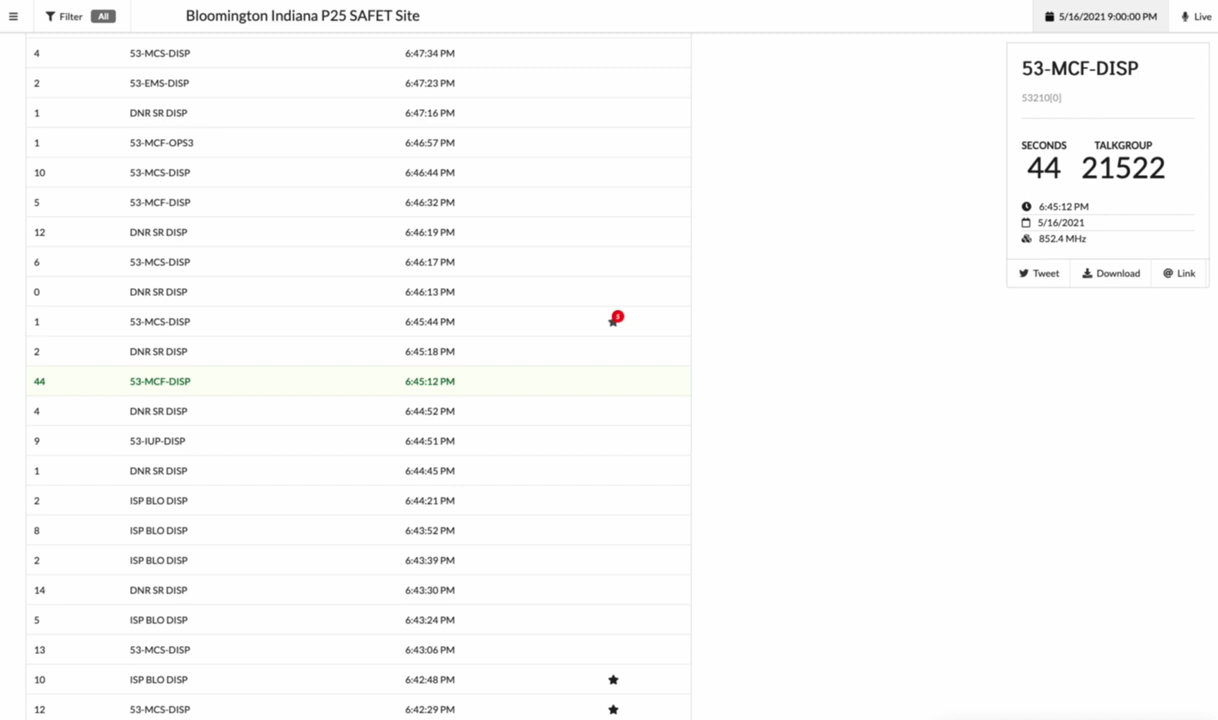 Filter All Bloomington Indiana P25 SAFET Site 5/16/2021 9:00:00 PM Live
4 53-MCS-DISP 6:47:34 PM
2 53-EMS-DISP 6:47:23 PM
1 DNR SR DISP 6:47:16 PM
1 53-MCF-OPS3 6:46:57 PM
10 53-MCS-DISP 6:46:44 PM
5 53-MCF-DISP 6:46:32 PM
12 DNR SR DISP 6:46:19 PM
6 53-MCS-DISP 6:46:17 PM
0 DNR SR DISP 6:46:13 PM
1 53-MCS-DISP 6:45:44 PM
2 DNR SR DISP 6:45:18 PM
44 53-MCF-DISP 6:45:12 PM
4 DNR SR DISP 6:44:52 PM
9 53-IUP-DISP 6:44:51 PM
1 DNR SR DISP 6:44:45 PM
2 ISP BLO DISP 6:44:21 PM
8 ISP BLO DISP 6:43:52 PM
2 ISP BLO DISP 6:43:39 PM
14 DNR SR DISP 6:43:30 PM
5 ISP BLO DISP 6:43:24 PM
13 53-MCS-DISP 6:43:06 PM
10 ISP BLO DISP 6:42:48 PM
12 53-MCS-DISP 6:42:29 PM
53-MCF-DISP
53210[0]
SECONDS TALKGROUP
44 21522
6:45:12 PM
5/16/2021
852.4 MHz
Tweet Download Link